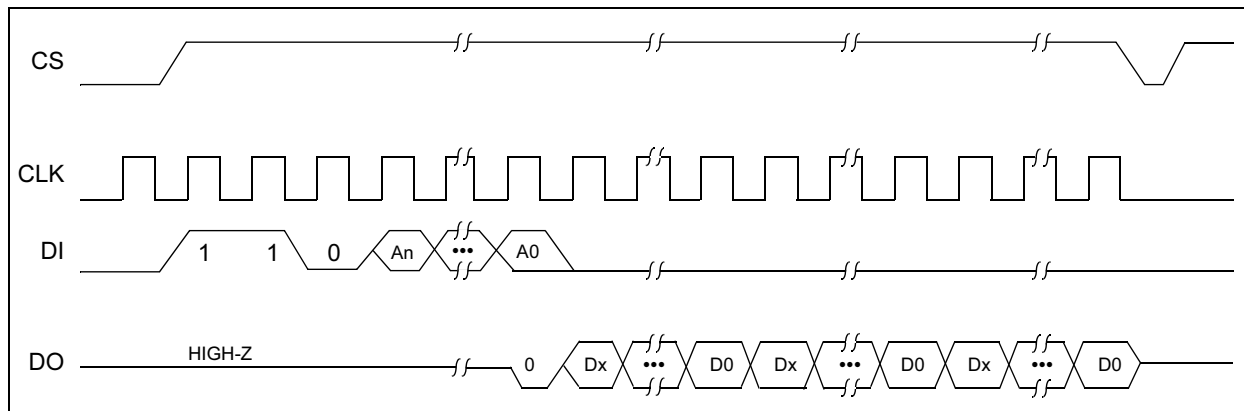 CS
CLK
DI 1 1 0 An ••• A0
HIGH-Z
DO 0 Dx ••• D0 Dx ••• D0 Dx ••• D0